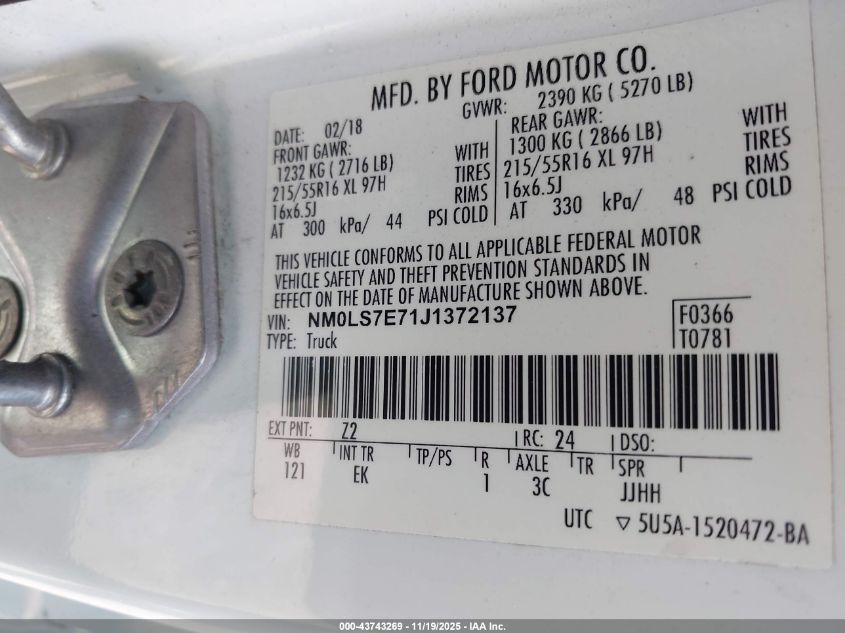 MFD. BY FORD MOTOR CO.
DATE: 02/18 GVWR: 2390 KG ( 5270 LB)
FRONT GAWR: WITH REAR GAWR: WITH
1232 KG ( 2716 LB) TIRES 1300 KG ( 2866 LB) TIRES
215/55R16 XL 97H RIMS 215/55R16 XL 97H RIMS
16x6.5J 16x6.5J
AT 300 kPa/ 44 PSI COLD AT 330 kPa/ 48 PSI COLD
THIS VEHICLE CONFORMS TO ALL APPLICABLE FEDERAL MOTOR
VEHICLE SAFETY AND THEFT PREVENTION STANDARDS IN
EFFECT ON THE DATE OF MANUFACTURE SHOWN ABOVE.
VIN: NM0LS7E71J1372137 F0366
TYPE: Truck T0781
EXT PNT: Z2 RC: 24 DSO:
WB INT TR TP/PS R AXLE TR SPR
121 EK 1 3C JJHH
UTC ▽ 5U5A-1520472-BA
000-43743269 - 11/19/2025 - IAA Inc.